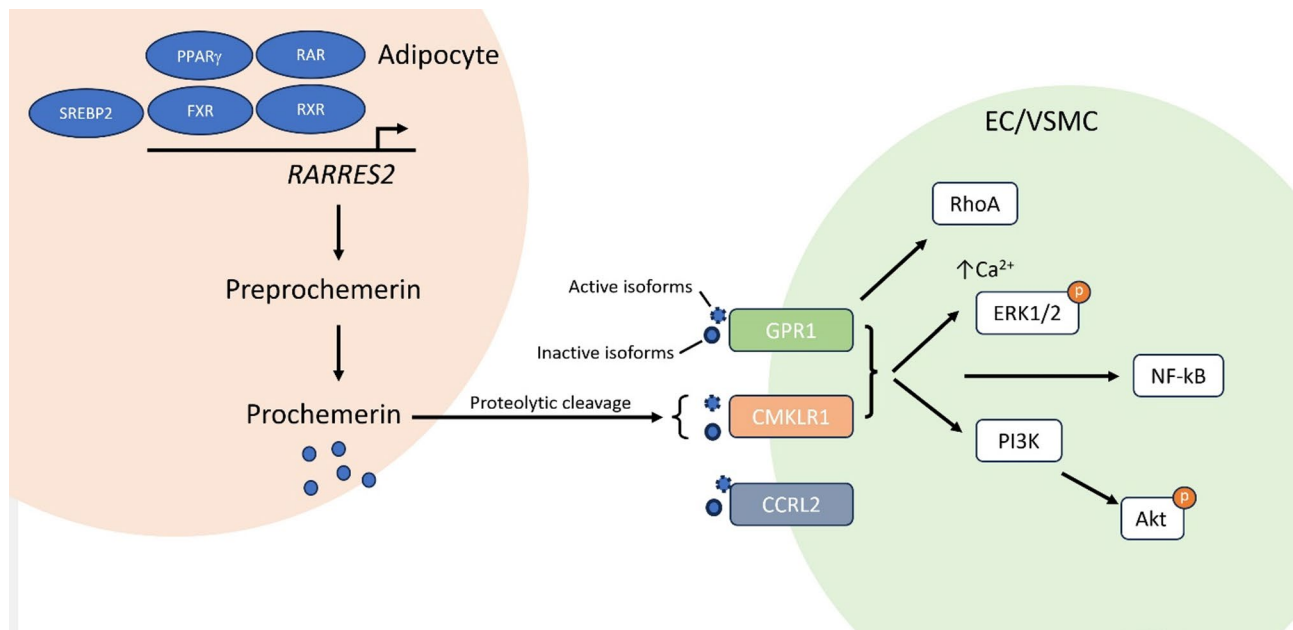 PPARγ
RAR
Adipocyte
SREBP2
FXR
RXR
RARRES2
Preprochemerin
Prochemerin
Proteolytic cleavage
Active isoforms
Inactive isoforms
GPR1
CMKLR1
CCRL2
EC/VSMC
RhoA
↑Ca²⁺
ERK1/2
p
NF-kB
PI3K
Akt
p